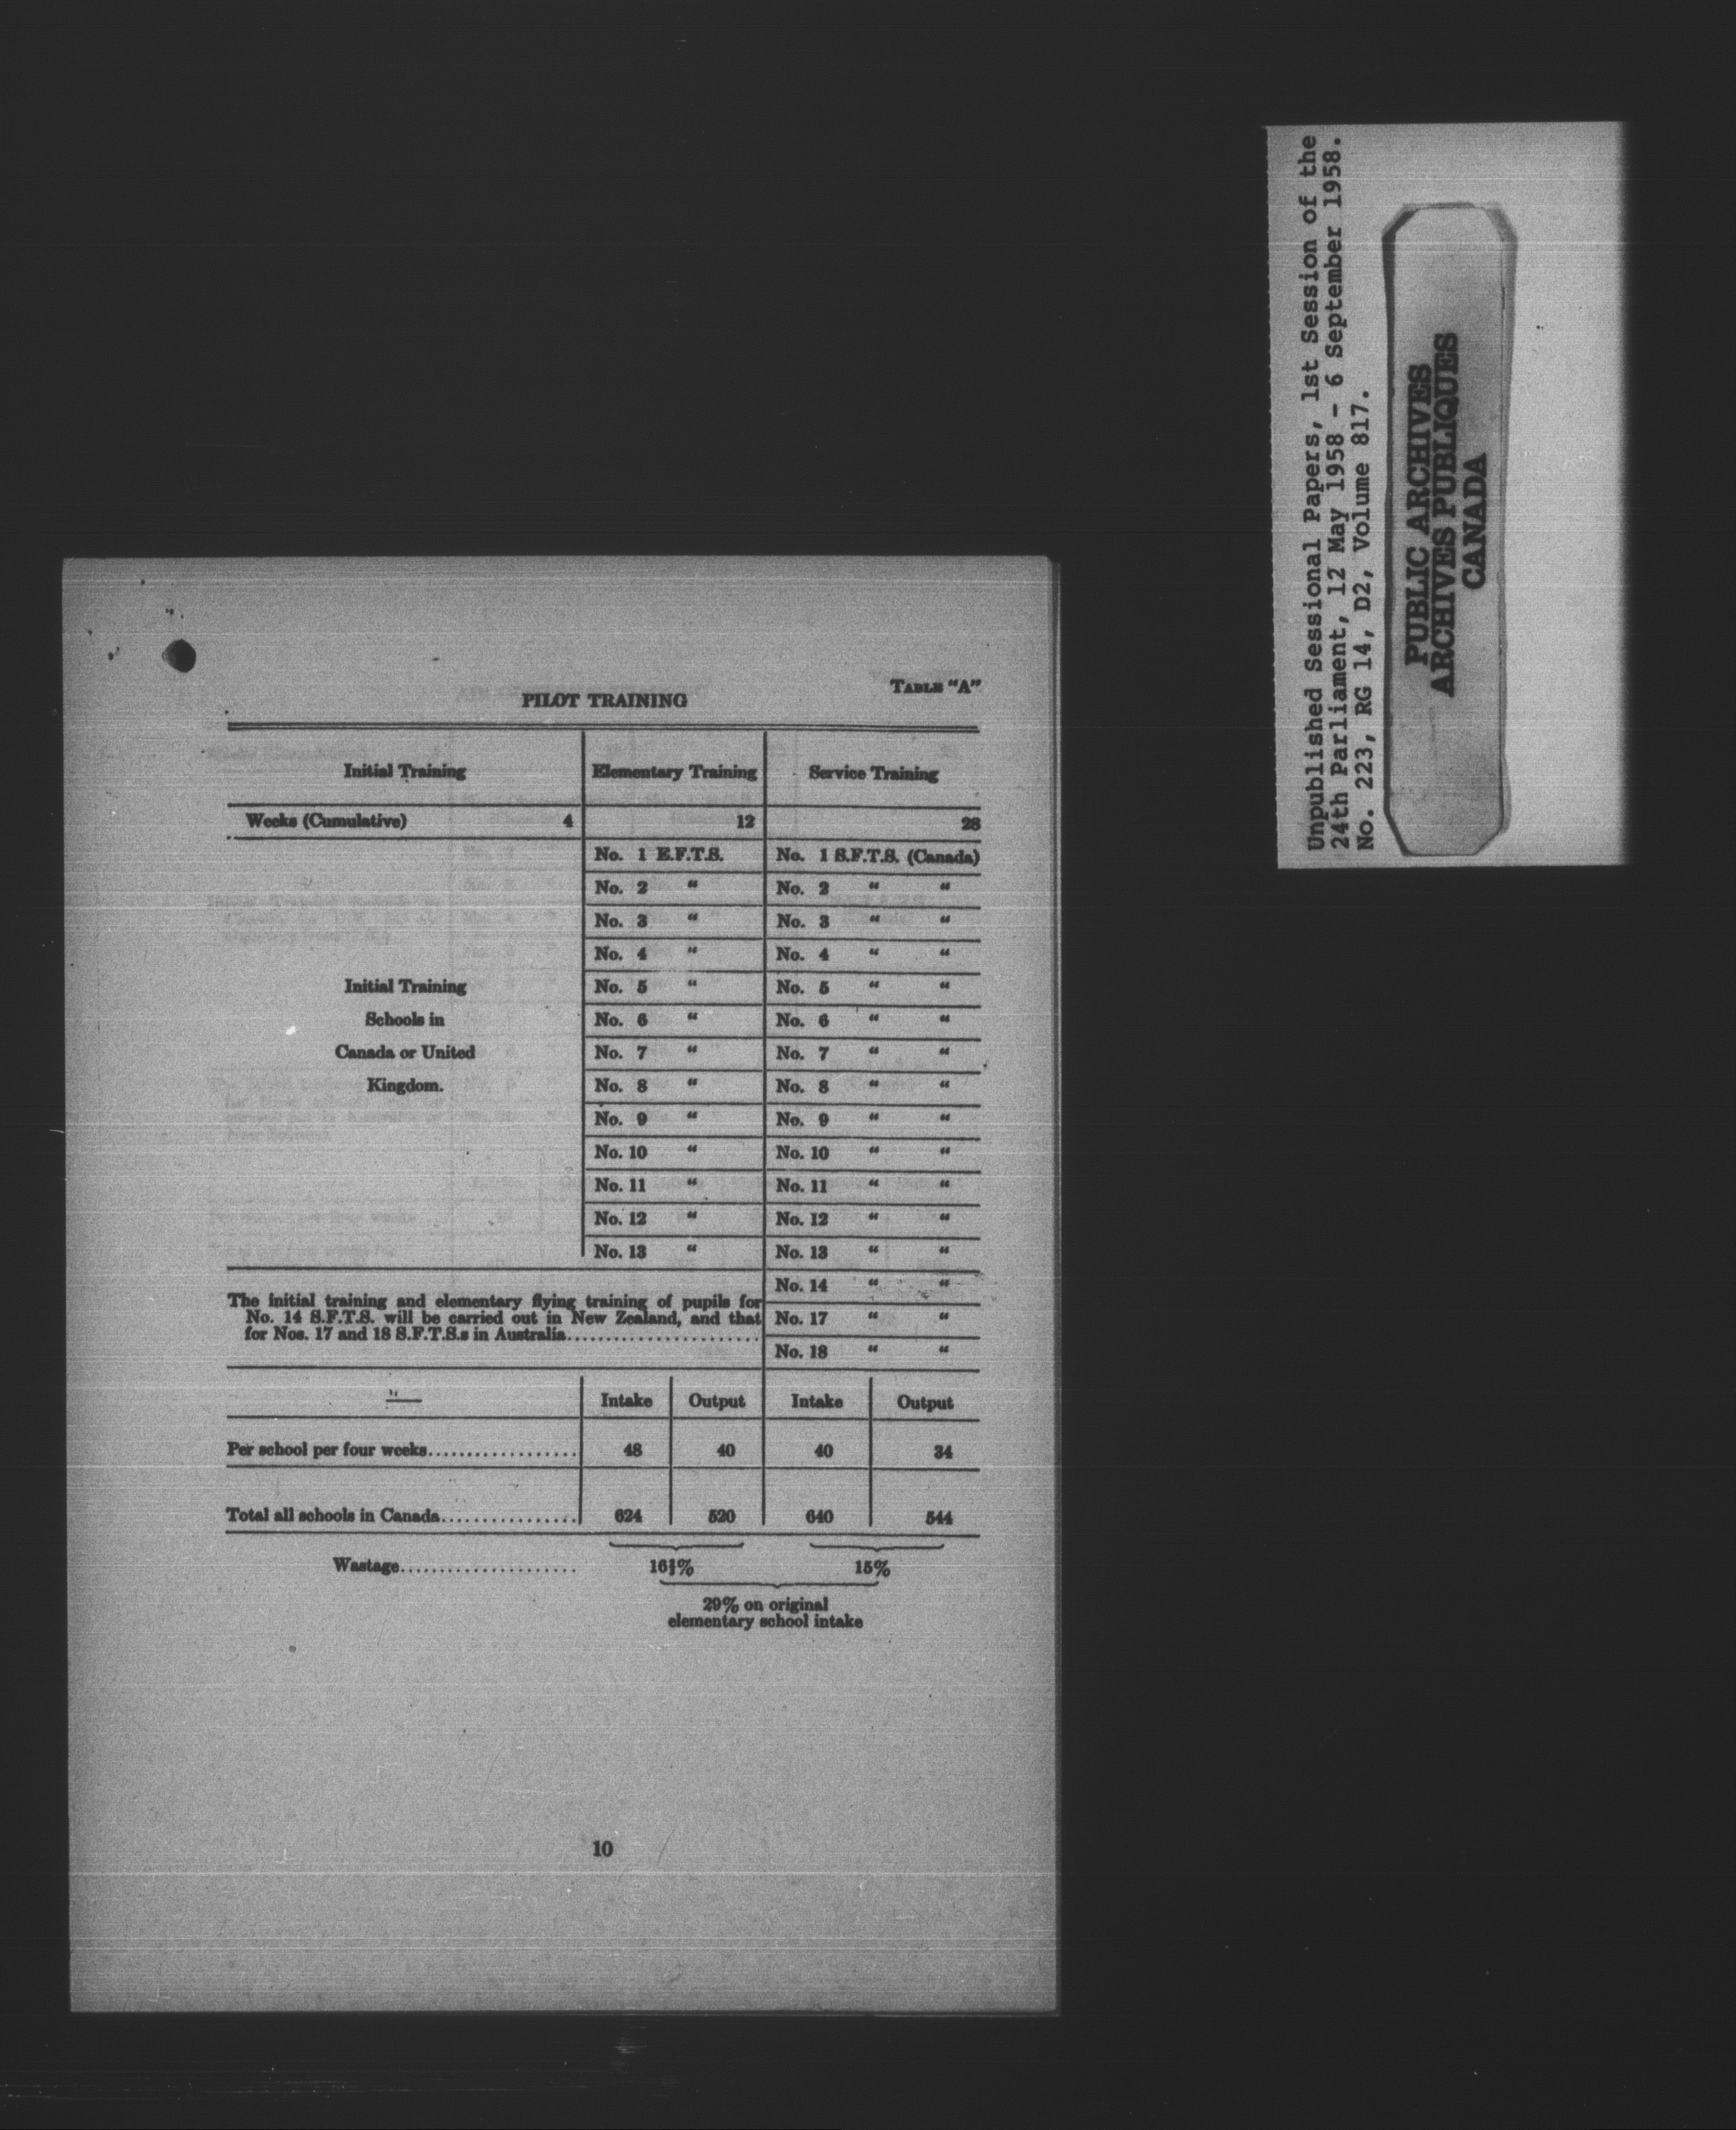 TABLE "A"
PILOT TRAINING
Initial Training Elementary Training Service Training
Weeks (Cumulative) 4 12 28
No. 1 E.F.T.S. No. 1 S.F.T.S. (Canada)
No. 2 " No. 2 " "
No. 3 " No. 3 " "
No. 4 " No. 4 " "
Initial Training No. 5 " No. 5 " "
Schools in No. 6 " No. 6 " "
Canada or United No. 7 " No. 7 " "
Kingdom. No. 8 " No. 8 " "
No. 9 " No. 9 " "
No. 10 " No. 10 " "
No. 11 " No. 11 " "
No. 12 " No. 12 " "
No. 13 " No. 13 " "
No. 14 " "
The initial training and elementary flying training of pupils for
No. 14 S.F.T.S. will be carried out in New Zealand, and that No. 17 " "
for Nos. 17 and 18 S.F.T.S.s in Australia........................
No. 18 " "
— Intake Output Intake Output
Per school per four weeks................... 48 40 40 34
Total all schools in Canada................. 624 520 640 544
Wastage...................... 16⅔% 15%
29% on original
elementary school intake
10
Unpublished Sessional Papers, 1st Session of the
24th Parliament, 12 May 1958 - 6 September 1958.
No. 223, RG 14, D2, Volume 817.
PUBLIC ARCHIVES
ARCHIVES PUBLIQUES
CANADA